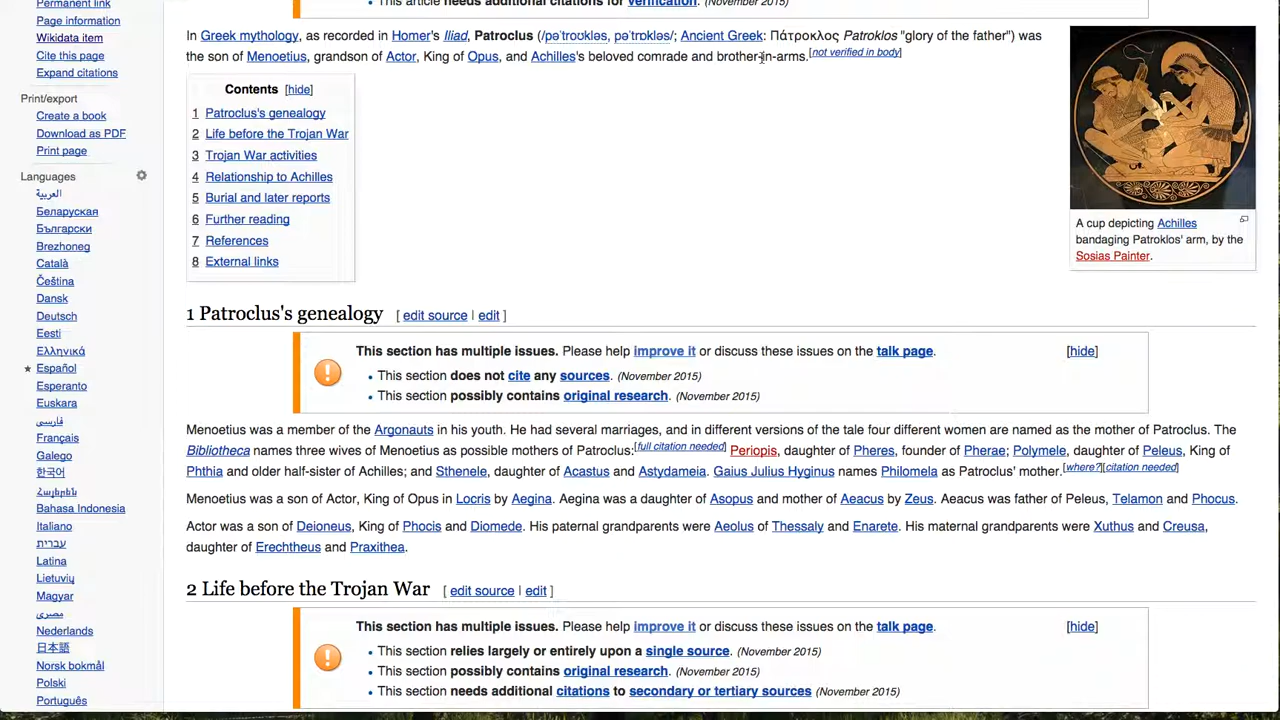 Permanent link
Page information
Wikidata item
Cite this page
Expand citations
Print/export
Create a book
Download as PDF
Print page
Languages
العربية
Беларуская
Български
Brezhoneg
Català
Čeština
Dansk
Deutsch
Eesti
Ελληνικά
Español
Esperanto
Euskara
فارسی
Français
Galego
한국어
Հայերեն
Bahasa Indonesia
Italiano
עברית
Latina
Lietuvių
Magyar
مصرى
Nederlands
日本語
Norsk bokmål
Polski
Português
This article needs additional citations for verification. (November 2015)
In Greek mythology, as recorded in Homer's Iliad, Patroclus (/pəˈtroʊkləs, pəˈtrɒkləs/; Ancient Greek: Πάτροκλος Patroklos "glory of the father") was
the son of Menoetius, grandson of Actor, King of Opus, and Achilles's beloved comrade and brother-in-arms.[not verified in body]
Contents [hide]
1 Patroclus's genealogy
2 Life before the Trojan War
3 Trojan War activities
4 Relationship to Achilles
5 Burial and later reports
6 Further reading
7 References
8 External links
A cup depicting Achilles
bandaging Patroklos' arm, by the
Sosias Painter.
1 Patroclus's genealogy [ edit source | edit ]
This section has multiple issues. Please help improve it or discuss these issues on the talk page. [hide]
This section does not cite any sources. (November 2015)
This section possibly contains original research. (November 2015)
Menoetius was a member of the Argonauts in his youth. He had several marriages, and in different versions of the tale four different women are named as the mother of Patroclus. The
Bibliotheca names three wives of Menoetius as possible mothers of Patroclus:[full citation needed] Periopis, daughter of Pheres, founder of Pherae; Polymele, daughter of Peleus, King of
Phthia and older half-sister of Achilles; and Sthenele, daughter of Acastus and Astydameia. Gaius Julius Hyginus names Philomela as Patroclus' mother.[where?][citation needed]
Menoetius was a son of Actor, King of Opus in Locris by Aegina. Aegina was a daughter of Asopus and mother of Aeacus by Zeus. Aeacus was father of Peleus, Telamon and Phocus.
Actor was a son of Deioneus, King of Phocis and Diomede. His paternal grandparents were Aeolus of Thessaly and Enarete. His maternal grandparents were Xuthus and Creusa,
daughter of Erechtheus and Praxithea.
2 Life before the Trojan War [ edit source | edit ]
This section has multiple issues. Please help improve it or discuss these issues on the talk page. [hide]
This section relies largely or entirely upon a single source. (November 2015)
This section possibly contains original research. (November 2015)
This section needs additional citations to secondary or tertiary sources (November 2015)